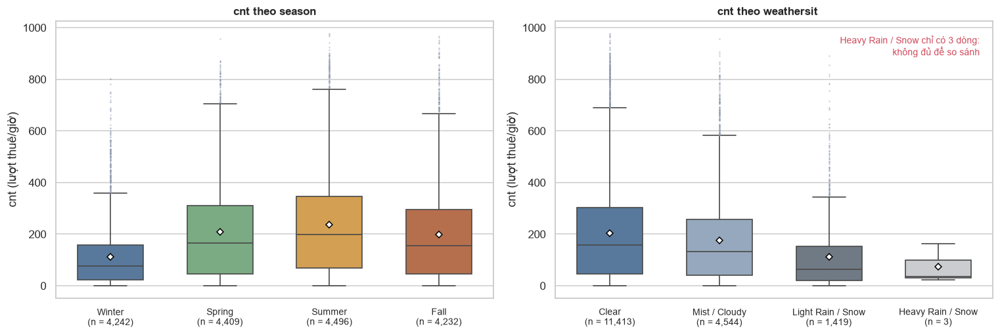 cnt theo season
cnt (lượt thuê/giờ)
1000
800
600
400
200
0
Winter
(n = 4,242)
Spring
(n = 4,409)
Summer
(n = 4,496)
Fall
(n = 4,232)
cnt theo weathersit
cnt (lượt thuê/giờ)
1000
800
600
400
200
0
Heavy Rain / Snow chỉ có 3 dòng:
không đủ để so sánh
Clear
(n = 11,413)
Mist / Cloudy
(n = 4,544)
Light Rain / Snow
(n = 1,419)
Heavy Rain / Snow
(n = 3)